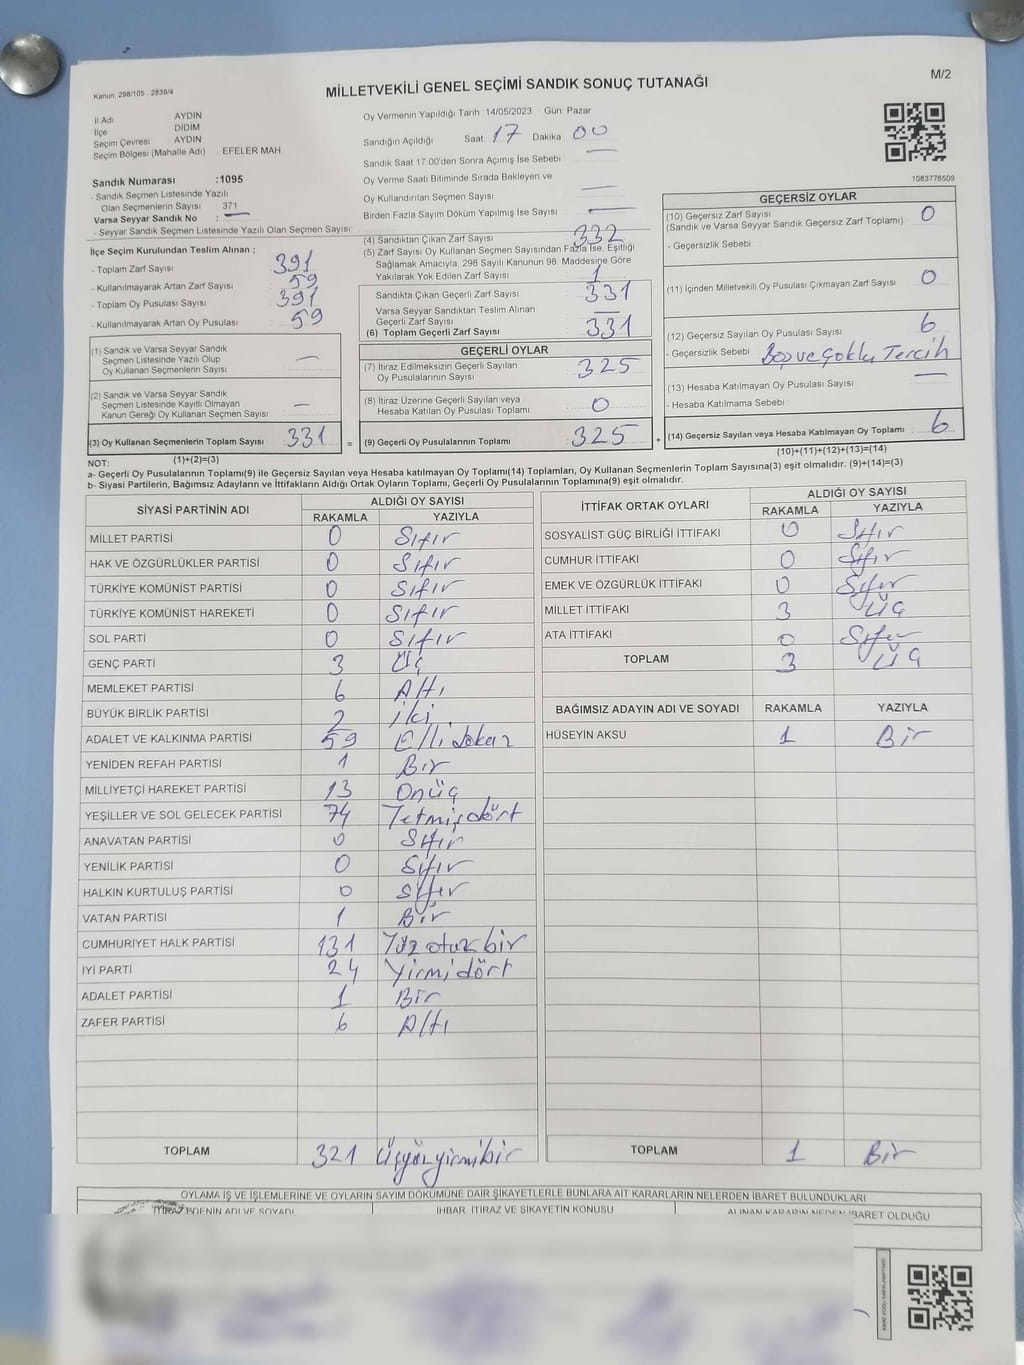 M/2
Kanun. 298/105 . 2839/4
MİLLETVEKİLİ GENEL SEÇİMİ SANDIK SONUÇ TUTANAĞI
İl Adı : AYDIN
İlçe : DİDİM
Seçim Çevresi : AYDIN
Seçim Bölgesi (Mahalle Adı) . EFELER MAH.
Sandık Numarası :1095
- Sandık Seçmen Listesinde Yazılı
Olan Seçmenlerin Sayısı : 371
Varsa Seyyar Sandık No : —
- Seyyar Sandık Seçmen Listesinde Yazılı Olan Seçmen Sayısı
Oy Vermenin Yapıldığı Tarih :14/05/2023 Gün: Pazar
Sandığın Açıldığı Saat: 17 Dakika 00
Sandık Saat 17:00'den Sonra Açımış İse Sebebi : —
Oy Verme Saati Bitiminde Sırada Bekleyen ve
Oy Kullandırılan Seçmen Sayısı : —
Birden Fazla Sayım Döküm Yapılmış İse Sayısı : —
1083776509
İlçe Seçim Kurulundan Teslim Alınan ;
- Toplam Zarf Sayısı : 391
- Kullanılmayarak Artan Zarf Sayısı : 59
- Toplam Oy Pusulası Sayısı : 391
- Kullanılmayarak Artan Oy Pusulası : 59
(4) Sandıktan Çıkan Zarf Sayısı : 332
(5) Zarf Sayısı Oy Kullanan Seçmen Sayısından Fazla İse, Eşitliği
Sağlamak Amacıyla; 298 Sayılı Kanunun 98. Maddesine Göre
Yakılarak Yok Edilen Zarf Sayısı : 1
Sandıkta Çıkan Geçerli Zarf Sayısı : 331
Varsa Seyyar Sandıktan Teslim Alınan
Geçerli Zarf Sayısı : —
(6) Toplam Geçerli Zarf Sayısı : 331
GEÇERSİZ OYLAR
(10) Geçersiz Zarf Sayısı : 0
(Sandık ve Varsa Seyyar Sandık Geçersiz Zarf Toplamı)
- Geçersizlik Sebebi :
(11) İçinden Milletvekili Oy Pusulası Çıkmayan Zarf Sayısı : 0
(12) Geçersiz Sayılan Oy Pusulası Sayısı : 6
- Geçersizlik Sebebi : Boş ve Çoklu Tercih
(13) Hesaba Katılmayan Oy Pusulası Sayısı : —
- Hesaba Katılmama Sebebi :
(14) Geçersiz Sayılan veya Hesaba Katılmayan Oy Toplamı : 6
(10)+(11)+(12)+(13)=(14)
(1) Sandık ve Varsa Seyyar Sandık
Seçmen Listesinde Yazılı Olup
Oy Kullanan Seçmenlerin Sayısı : —
(2) Sandık ve Varsa Seyyar Sandık
Seçmen Listesinde Kayıtlı Olmayan
Kanun Gereği Oy Kullanan Seçmen Sayısı : —
(3) Oy Kullanan Seçmenlerin Toplam Sayısı : 331 =
(1)+(2)=(3)
GEÇERLİ OYLAR
(7) İtiraz Edilmeksizin Geçerli Sayılan
Oy Pusulalarının Sayısı : 325
(8) İtiraz Üzerine Geçerli Sayılan veya
Hesaba Katılan Oy Pusulası Toplamı : 0
(9) Geçerli Oy Pusulalarının Toplamı : 325 +
NOT:
a- Geçerli Oy Pusulalarının Toplamı(9) ile Geçersiz Sayılan veya Hesaba katılmayan Oy Toplamı(14) Toplamları, Oy Kullanan Seçmenlerin Toplam Sayısına(3) eşit olmalıdır. (9)+(14)=(3)
b- Siyasi Partilerin, Bağımsız Adayların ve İttifakların Aldığı Ortak Oyların Toplamı, Geçerli Oy Pusulalarının Toplamına(9) eşit olmalıdır.
SİYASİ PARTİNİN ADI ALDIĞI OY SAYISI
RAKAMLA YAZIYLA
MİLLET PARTİSİ 0 Sıfır
HAK VE ÖZGÜRLÜKLER PARTİSİ 0 Sıfır
TÜRKİYE KOMÜNİST PARTİSİ 0 Sıfır
TÜRKİYE KOMÜNİST HAREKETİ 0 Sıfır
SOL PARTİ 0 Sıfır
GENÇ PARTİ 3 Üç
MEMLEKET PARTİSİ 6 Altı
BÜYÜK BİRLİK PARTİSİ 2 iki
ADALET VE KALKINMA PARTİSİ 59 Elli dokuz
YENİDEN REFAH PARTİSİ 1 Bir
MİLLİYETÇİ HAREKET PARTİSİ 13 Onüç
YEŞİLLER VE SOL GELECEK PARTİSİ 74 Yetmişdört
ANAVATAN PARTİSİ 0 Sıfır
YENİLİK PARTİSİ 0 Sıfır
HALKIN KURTULUŞ PARTİSİ 0 Sıfır
VATAN PARTİSİ 1 Bir
CUMHURİYET HALK PARTİSİ 131 Yüz otuz bir
İYİ PARTİ 24 Yirmidört
ADALET PARTİSİ 1 Bir
ZAFER PARTİSİ 6 Altı
TOPLAM 321 Üçyüzyirmibir
İTTİFAK ORTAK OYLARI ALDIĞI OY SAYISI
RAKAMLA YAZIYLA
SOSYALİST GÜÇ BİRLİĞİ İTTİFAKI 0 Sıfır
CUMHUR İTTİFAKI 0 Sıfır
EMEK VE ÖZGÜRLÜK İTTİFAKI 0 Sıfır
MİLLET İTTİFAKI 3 Üç
ATA İTTİFAKI 0 Sıfır
TOPLAM 3 Üç
BAĞIMSIZ ADAYIN ADI VE SOYADI RAKAMLA YAZIYLA
HÜSEYİN AKSU 1 Bir
TOPLAM 1 Bir
OYLAMA İŞ VE İŞLEMLERİNE VE OYLARIN SAYIM DÖKÜMÜNE DAİR ŞİKAYETLERLE BUNLARA AİT KARARLARIN NELERDEN İBARET BULUNDUKLARI
İTİRAZ EDENİN ADI VE SOYADI İHBAR, İTİRAZ VE ŞİKAYETİN KONUSU ALINAN KARARIN NEDEN İBARET OLDUĞU